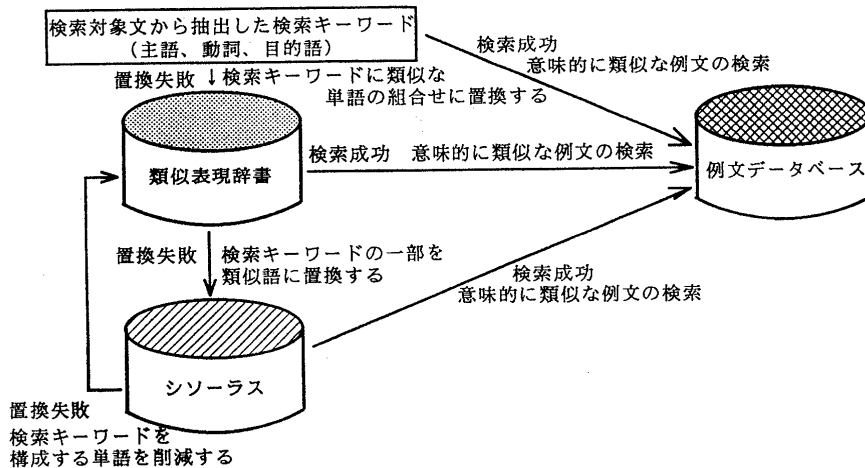 検索対象文から抽出した検索キーワード
(主語、動詞、目的語)
検索成功
意味的に類似な例文の検索
置換失敗 ↓検索キーワードに類似な
単語の組合せに置換する
類似表現辞書
検索成功 意味的に類似な例文の検索
例文データベース
置換失敗
検索キーワードの一部を
類似語に置換する
検索成功
意味的に類似な例文の検索
シソーラス
置換失敗
検索キーワードを
構成する単語を削減する